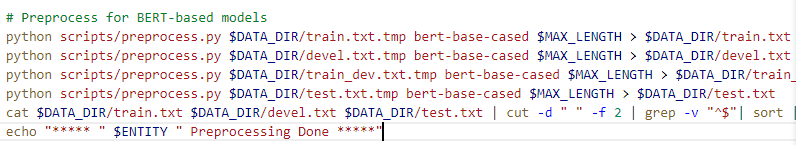 # Preprocess for BERT-based models
python scripts/preprocess.py $DATA_DIR/train.txt.tmp bert-base-cased $MAX_LENGTH > $DATA_DIR/train.txt
python scripts/preprocess.py $DATA_DIR/devel.txt.tmp bert-base-cased $MAX_LENGTH > $DATA_DIR/devel.txt
python scripts/preprocess.py $DATA_DIR/train_dev.txt.tmp bert-base-cased $MAX_LENGTH > $DATA_DIR/train_
python scripts/preprocess.py $DATA_DIR/test.txt.tmp bert-base-cased $MAX_LENGTH > $DATA_DIR/test.txt
cat $DATA_DIR/train.txt $DATA_DIR/devel.txt $DATA_DIR/test.txt | cut -d " " -f 2 | grep -v "^$"| sort |
echo "***** " $ENTITY " Preprocessing Done *****"